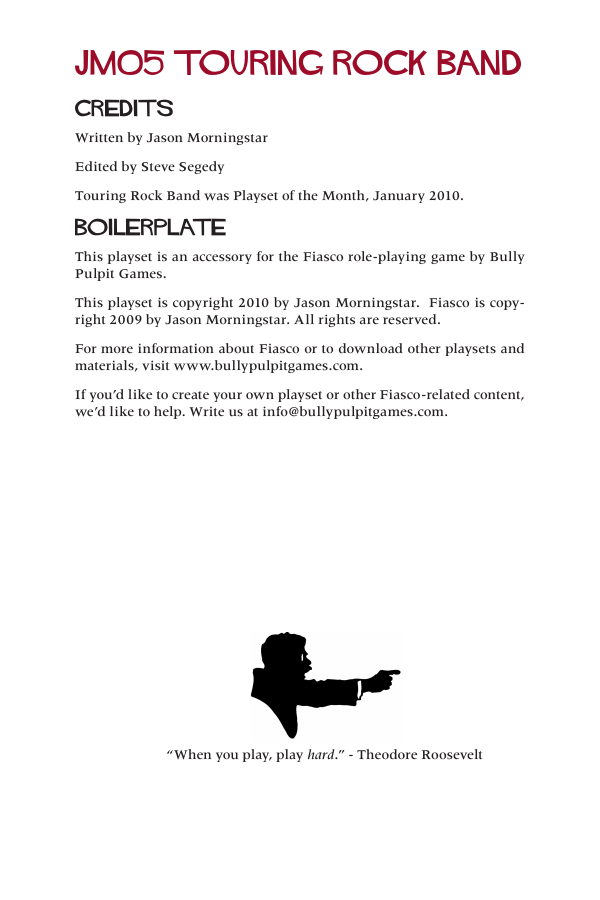 JM05 TOURING ROCK BAND
CREDITS
Written by Jason Morningstar
Edited by Steve Segedy
Touring Rock Band was Playset of the Month, January 2010.
BOILERPLATE
This playset is an accessory for the Fiasco role-playing game by Bully
Pulpit Games.
This playset is copyright 2010 by Jason Morningstar.  Fiasco is copy-
right 2009 by Jason Morningstar. All rights are reserved.
For more information about Fiasco or to download other playsets and
materials, visit www.bullypulpitgames.com.
If you’d like to create your own playset or other Fiasco-related content,
we’d like to help. Write us at info@bullypulpitgames.com.
“When you play, play hard.” - Theodore Roosevelt